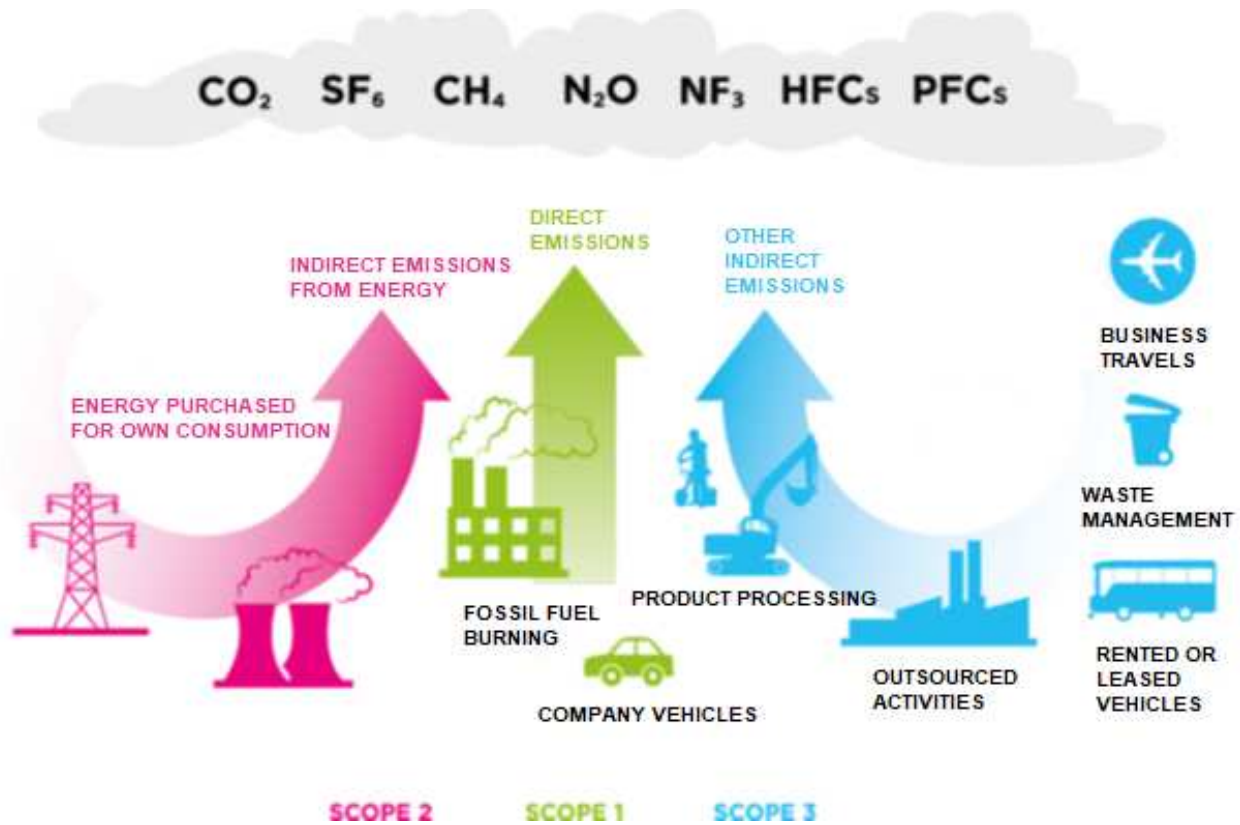 CO₂ SF₆ CH₄ N₂O NF₃ HFCs PFCs
DIRECT
EMISSIONS
INDIRECT EMISSIONS
FROM ENERGY
OTHER
INDIRECT
EMISSIONS
BUSINESS
TRAVELS
ENERGY PURCHASED
FOR OWN CONSUMPTION
WASTE
MANAGEMENT
FOSSIL FUEL
BURNING
PRODUCT PROCESSING
COMPANY VEHICLES
OUTSOURCED
ACTIVITIES
RENTED OR
LEASED
VEHICLES
SCOPE 2 SCOPE 1 SCOPE 3